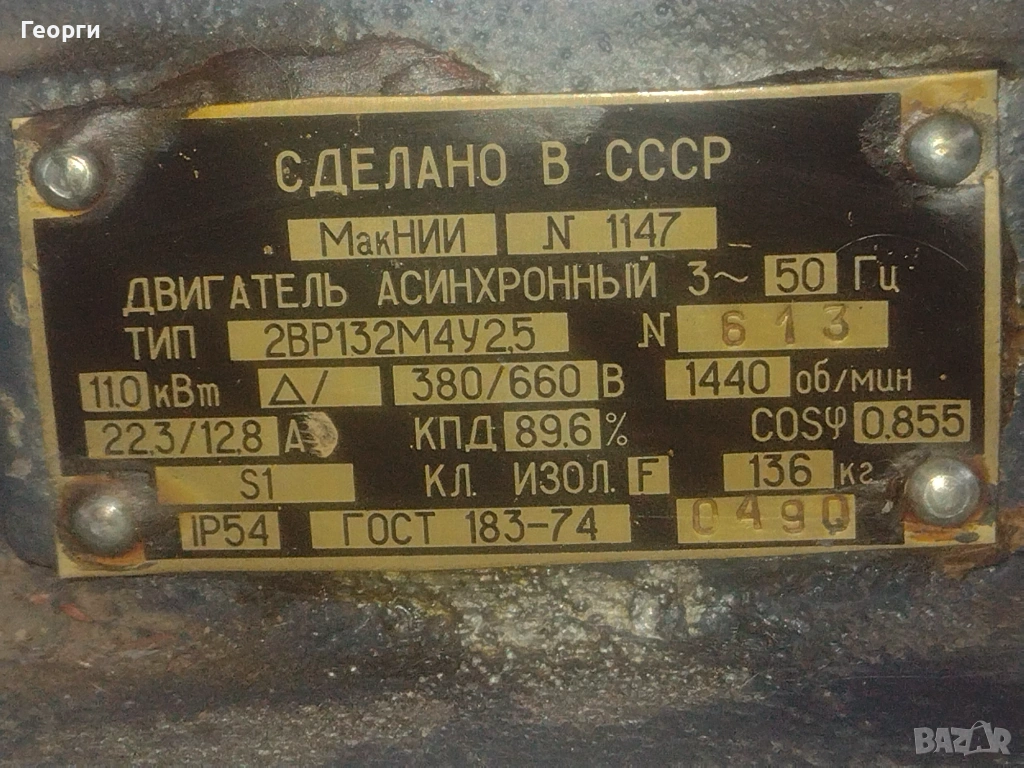 Георги
СДЕЛАНО В СССР
МакНИИ N 1147
ДВИГАТЕЛЬ АСИНХРОННЫЙ 3~ 50 Гц
ТИП 2ВР132М4У2,5 N 613
11.0 кВт △/ 380/660 В 1440 об/мин
22,3/12,8 А КПД 89.6 % COSφ 0.855
S1 КЛ. ИЗОЛ. F 136 кг
IP54 ГОСТ 183-74 0490
BAZAR